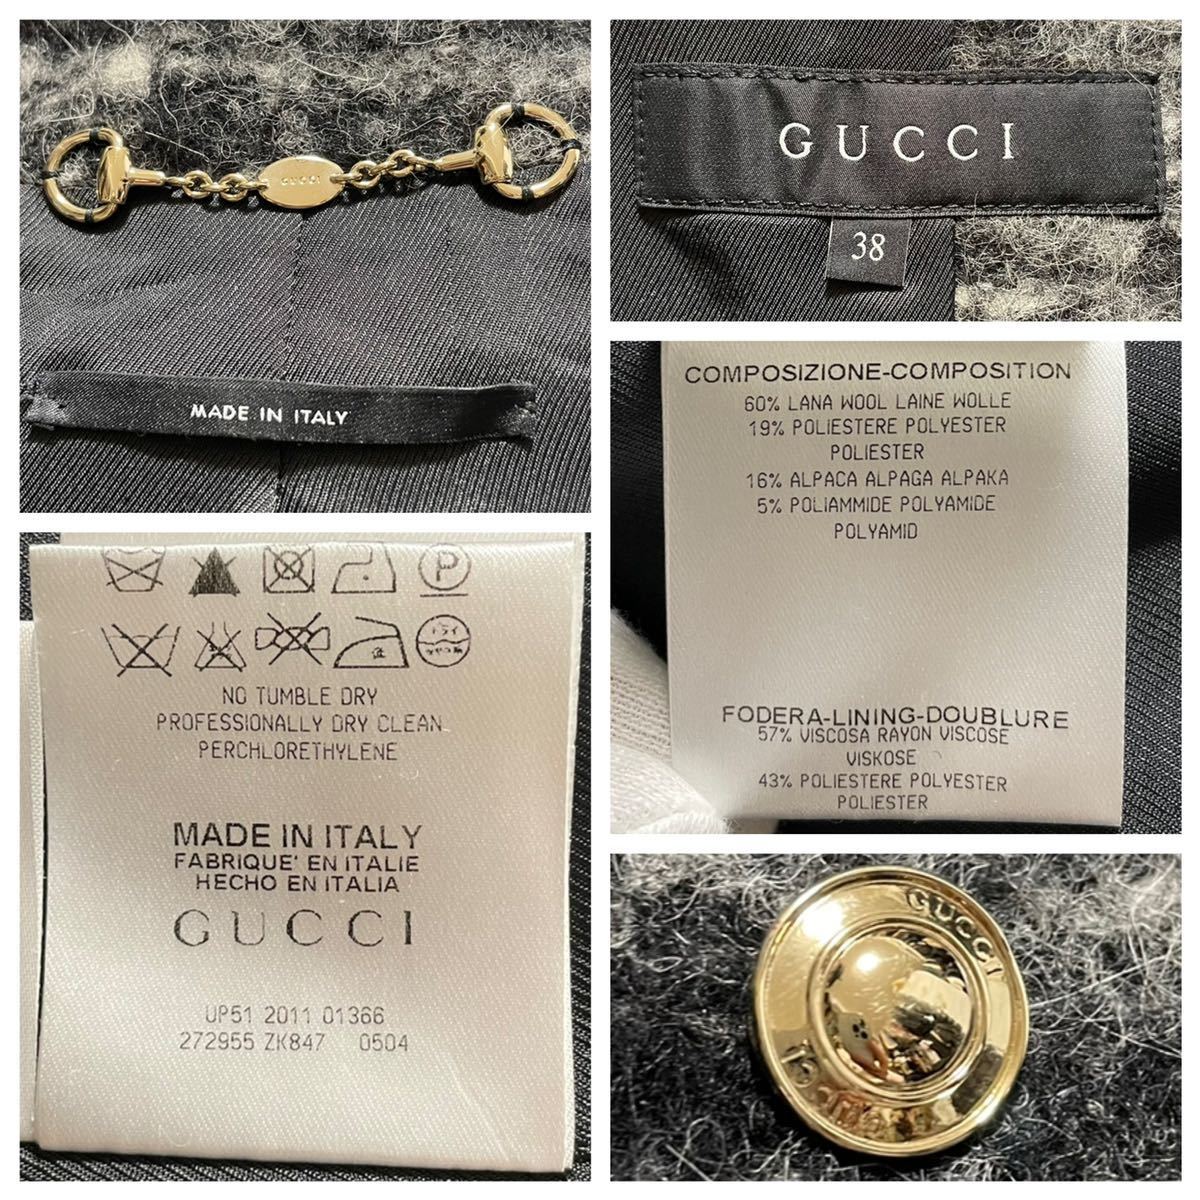 GUCCI
MADE IN ITALY
GUCCI
38
COMPOSIZIONE-COMPOSITION
60% LANA WOOL LAINE WOLLE
19% POLIESTERE POLYESTER
POLIESTER
16% ALPACA ALPAGA ALPAKA
5% POLIAMMIDE POLYAMIDE
POLYAMID
FODERA-LINING-DOUBLURE
57% VISCOSA RAYON VISCOSE
VISKOSE
43% POLIESTERE POLYESTER
POLIESTER
P
ドライ
NO TUMBLE DRY
PROFESSIONALLY DRY CLEAN
PERCHLORETHYLENE
MADE IN ITALY
FABRIQUE' EN ITALIE
HECHO EN ITALIA
GUCCI
UP51 2011 01366
272955 ZK847 0504
GUCCI